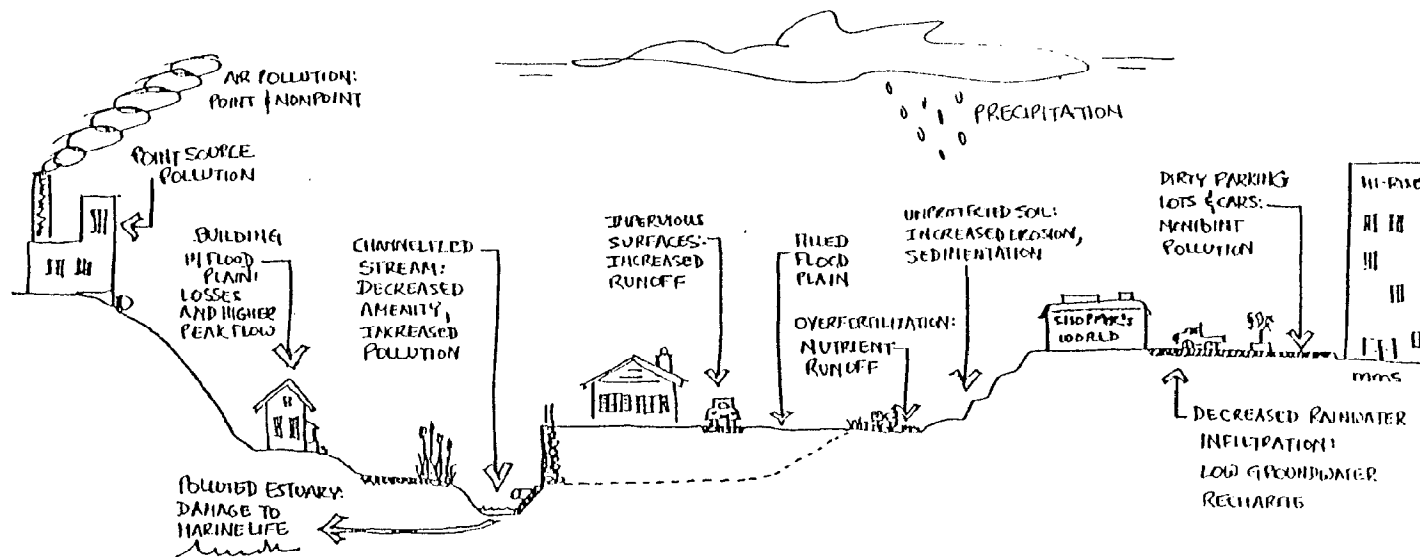 AIR POLLUTION:
POINT & NONPOINT
PRECIPITATION
POINT SOURCE
POLLUTION
BUILDING
IN FLOOD
PLAIN:
LOSSES
AND HIGHER
PEAK FLOW
CHANNELIZED
STREAM:
DECREASED
AMENITY,
INCREASED
POLLUTION
IMPERVIOUS
SURFACES:
INCREASED
RUNOFF
FILLED
FLOOD
PLAIN
OVERFERTILIZATION:
NUTRIENT
RUNOFF
UNPROTECTED SOIL:
INCREASED EROSION,
SEDIMENTATION
DIRTY PARKING
LOTS & CARS:
NONPOINT
POLLUTION
HI-RISE
SHOPPER'S
WORLD
mms
DECREASED RAINWATER
INFILTRATION:
LOW GROUNDWATER
RECHARGE
POLLUTED ESTUARY:
DAMAGE TO
MARINE LIFE